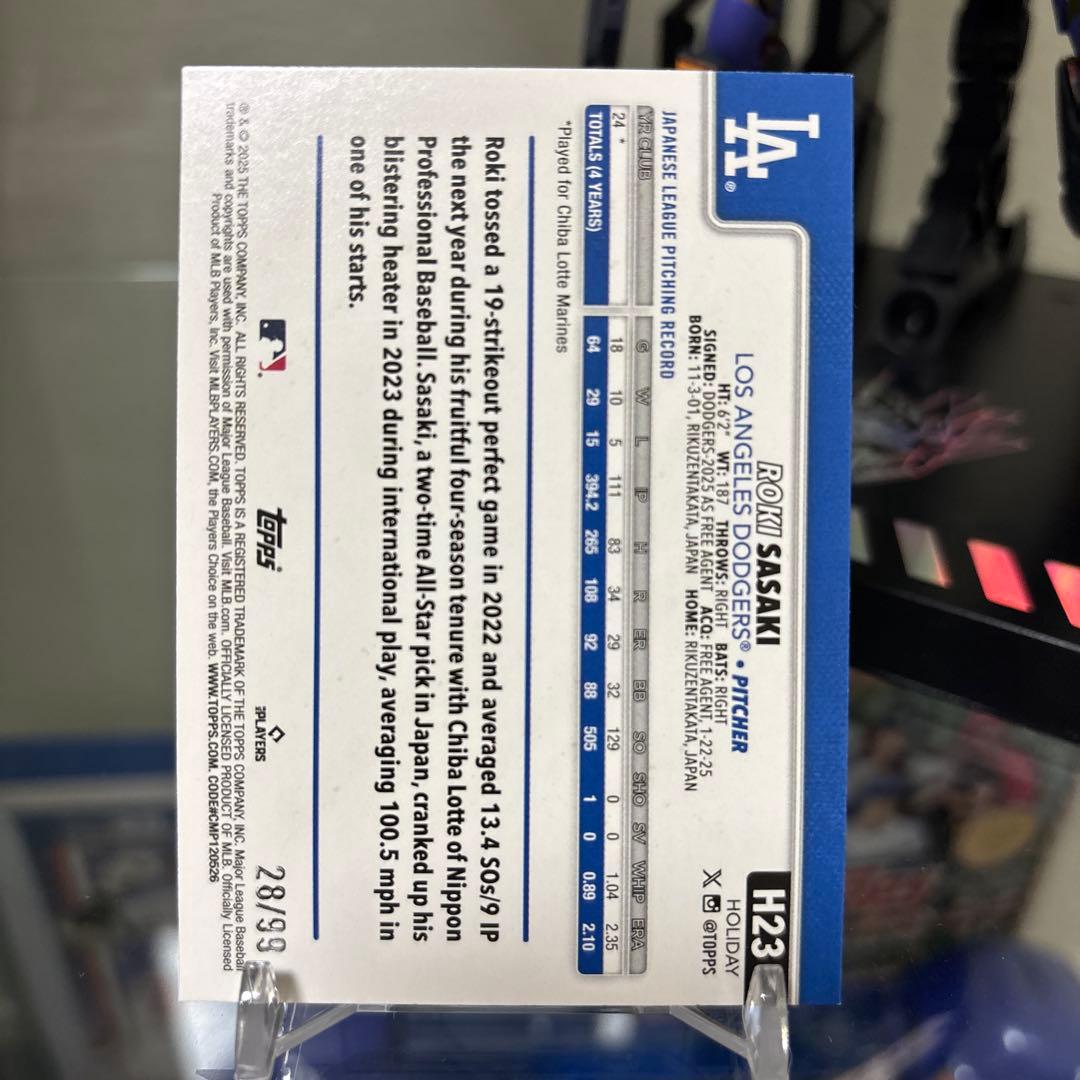 LA®
ROKI SASAKI
LOS ANGELES DODGERS® • PITCHER
HT: 6'2" WT: 187 THROWS: RIGHT BATS: RIGHT
SIGNED: DODGERS-2025 AS FREE AGENT ACQ: FREE AGENT, 1-22-25
BORN: 11-3-01, RIKUZENTAKATA, JAPAN HOME: RIKUZENTAKATA, JAPAN
H23
HOLIDAY
X @TOPPS
JAPANESE LEAGUE PITCHING RECORD
YR CLUB G W L IP H R ER BB SO SHO SV WHIP ERA
24 * 18 10 5 111 83 34 29 32 129 0 0 1.04 2.35
TOTALS (4 YEARS) 64 29 15 394.2 265 108 92 88 505 1 0 0.89 2.10
*Played for Chiba Lotte Marines
Roki tossed a 19-strikeout perfect game in 2022 and averaged 13.4 SOs/9 IP
the next year during his fruitful four-season tenure with Chiba Lotte of Nippon
Professional Baseball. Sasaki, a two-time All-Star pick in Japan, cranked up his
blistering heater in 2023 during international play, averaging 100.5 mph in
one of his starts.
topps
PLAYERS
28/99
® & © 2025 THE TOPPS COMPANY, INC. ALL RIGHTS RESERVED. TOPPS IS A REGISTERED TRADEMARK OF THE TOPPS COMPANY, INC. Major League Baseball
trademarks and copyrights are used with permission of Major League Baseball. Visit MLB.com. OFFICIALLY LICENSED PRODUCT OF MLB. Officially Licensed
Product of MLB Players, Inc. Visit MLBPLAYERS.COM, the Players Choice on the web. WWW.TOPPS.COM. CODE#CMP120526